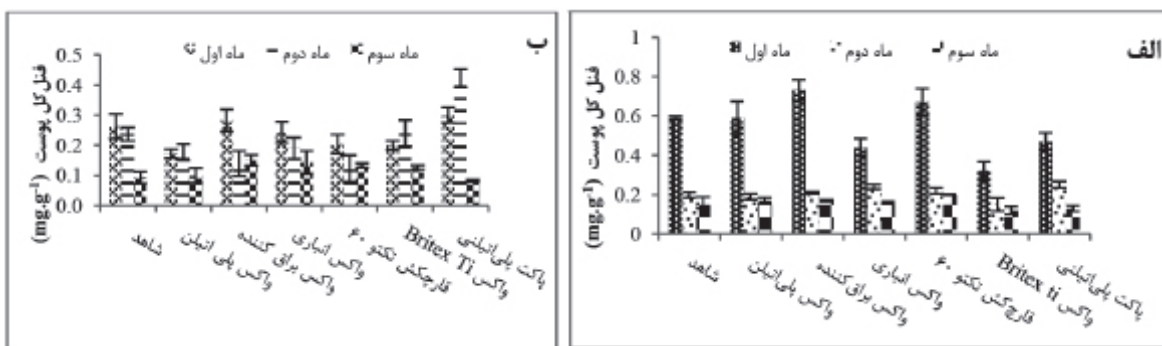 الف
ماه اول
ماه دوم
ماه سوم
فنل کل پوست (mg.g-1)
1
0.8
0.6
0.4
0.2
0
شاهد
واکس پلی‌اتیلن
واکس براق‌کننده
واکس انباری
قارچ‌کش تکتو ۶۰
واکس Britex ti
پاکت پلی‌اتیلنی
ب
ماه اول
ماه دوم
ماه سوم
فنل کل پوست (mg.g-1)
0.5
0.4
0.3
0.2
0.1
0.0
شاهد
واکس پلی اتیلن
واکس براق کننده
واکس انباری
قارچکش تکتو ۶۰
واکس Britex Ti
پاکت پلی‌اتیلنی